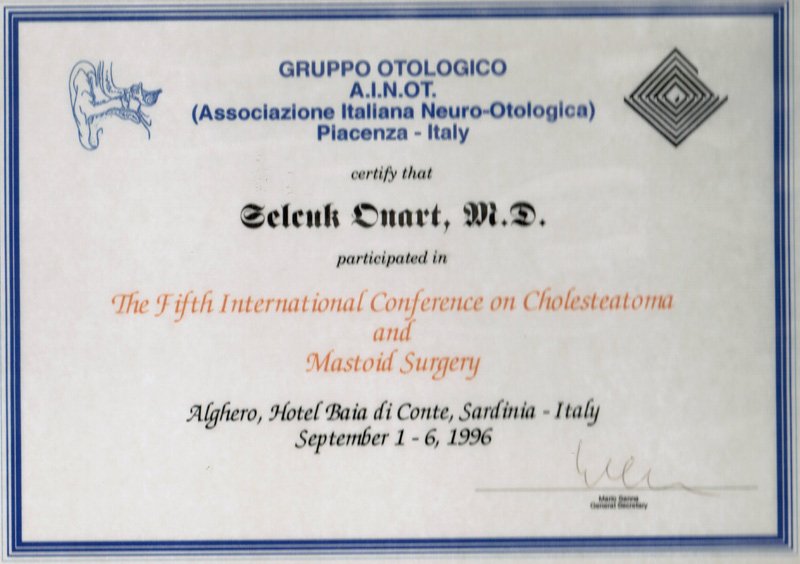 GRUPPO OTOLOGICO
A.I.N.OT.
(Associazione Italiana Neuro-Otologica)
Piacenza - Italy
certify that
Selcuk Onart, M.D.
participated in
The Fifth International Conference on Cholesteatoma
and
Mastoid Surgery
Alghero, Hotel Baia di Conte, Sardinia - Italy
September 1 - 6, 1996
Mario Sanna
General Secretary